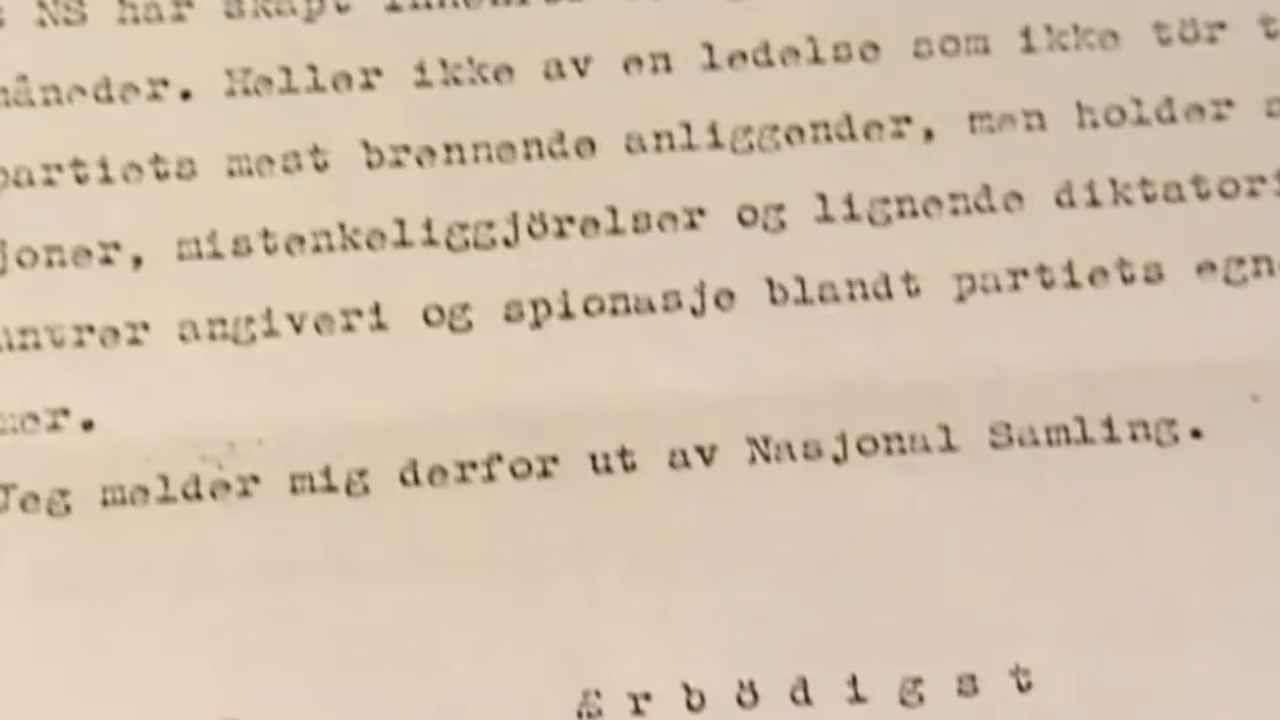 NS har skapt
måneder. Heller ikke av en ledelse som ikke tör t
partiets mest brennende anliggender, men holder
joner, mistenkeliggjörelser og lignende diktatori
antrer angiveri og spionasje blandt partiets egn
mer.
Jeg melder mig derfor ut av Nasjonal Samling.
Ærbödigst